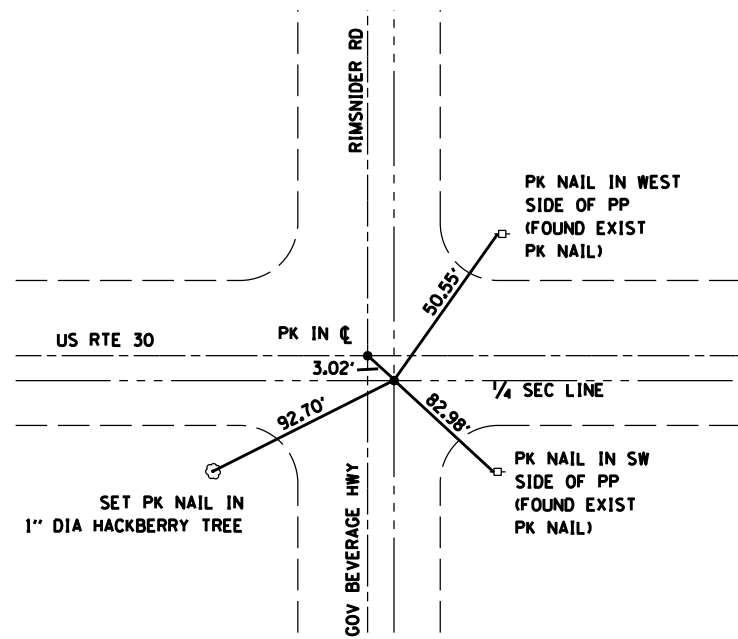 RIMSNIDER RD
PK NAIL IN WEST
SIDE OF PP
(FOUND EXIST
PK NAIL)
50.55'
US RTE 30
PK IN ℄
3.02'
1/4 SEC LINE
92.70'
82.98'
PK NAIL IN SW
SIDE OF PP
(FOUND EXIST
PK NAIL)
SET PK NAIL IN
1" DIA HACKBERRY TREE
GOV BEVERAGE HWY